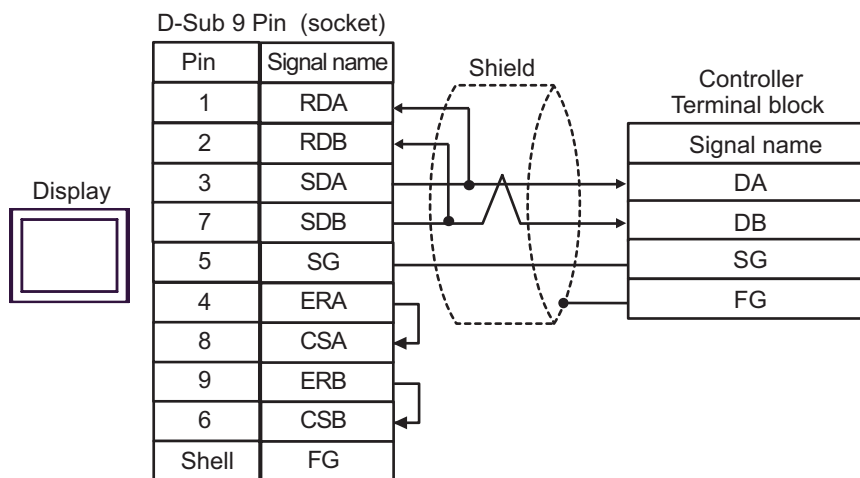 D-Sub 9 Pin (socket)
Pin Signal name
1 RDA
2 RDB
3 SDA
7 SDB
5 SG
4 ERA
8 CSA
9 ERB
6 CSB
Shell FG
Display
Shield
Controller
Terminal block
Signal name
DA
DB
SG
FG